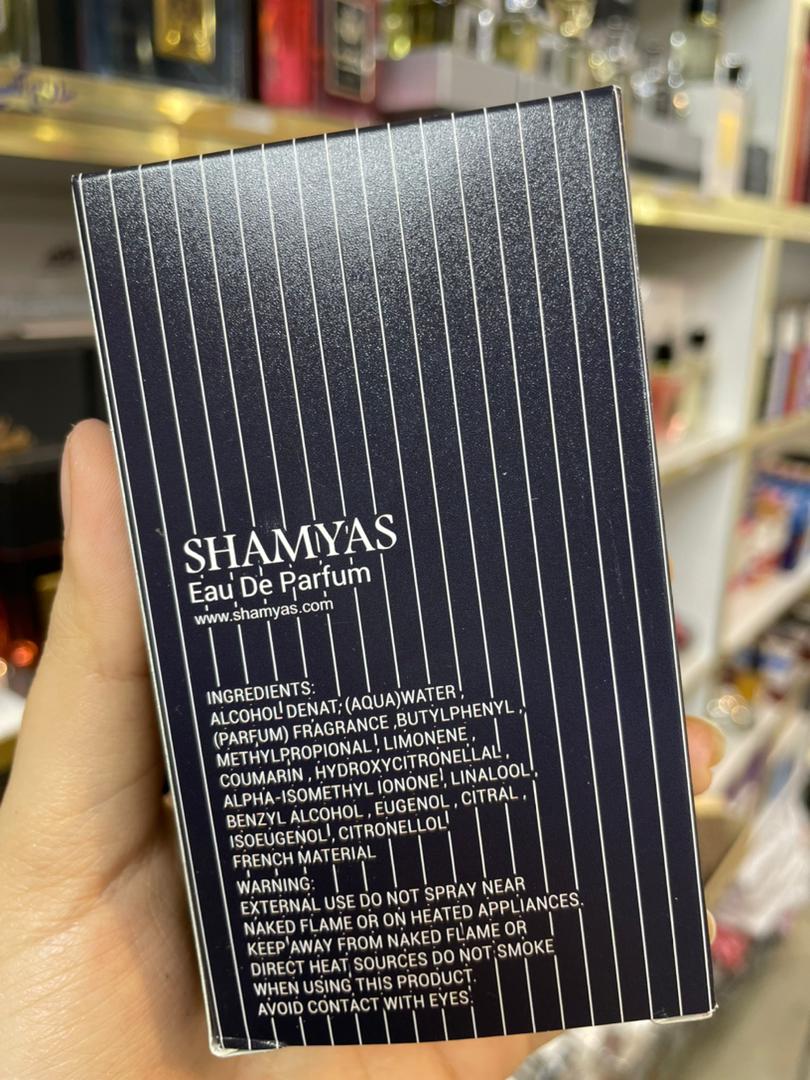 SHAMYAS
Eau De Parfum
www.shamyas.com
INGREDIENTS:
ALCOHOL DENAT, (AQUA)WATER ,
(PARFUM) FRAGRANCE ,BUTYLPHENYL ,
METHYLPROPIONAL , LIMONENE ,
COUMARIN , HYDROXYCITRONELLAL ,
ALPHA-ISOMETHYL IONONE, LINALOOL ,
BENZYL ALCOHOL , EUGENOL , CITRAL ,
ISOEUGENOL , CITRONELLOL
FRENCH MATERIAL
WARNING:
EXTERNAL USE DO NOT SPRAY NEAR
NAKED FLAME OR ON HEATED APPLIANCES.
KEEP AWAY FROM NAKED FLAME OR
DIRECT HEAT SOURCES DO NOT SMOKE
WHEN USING THIS PRODUCT.
AVOID CONTACT WITH EYES.